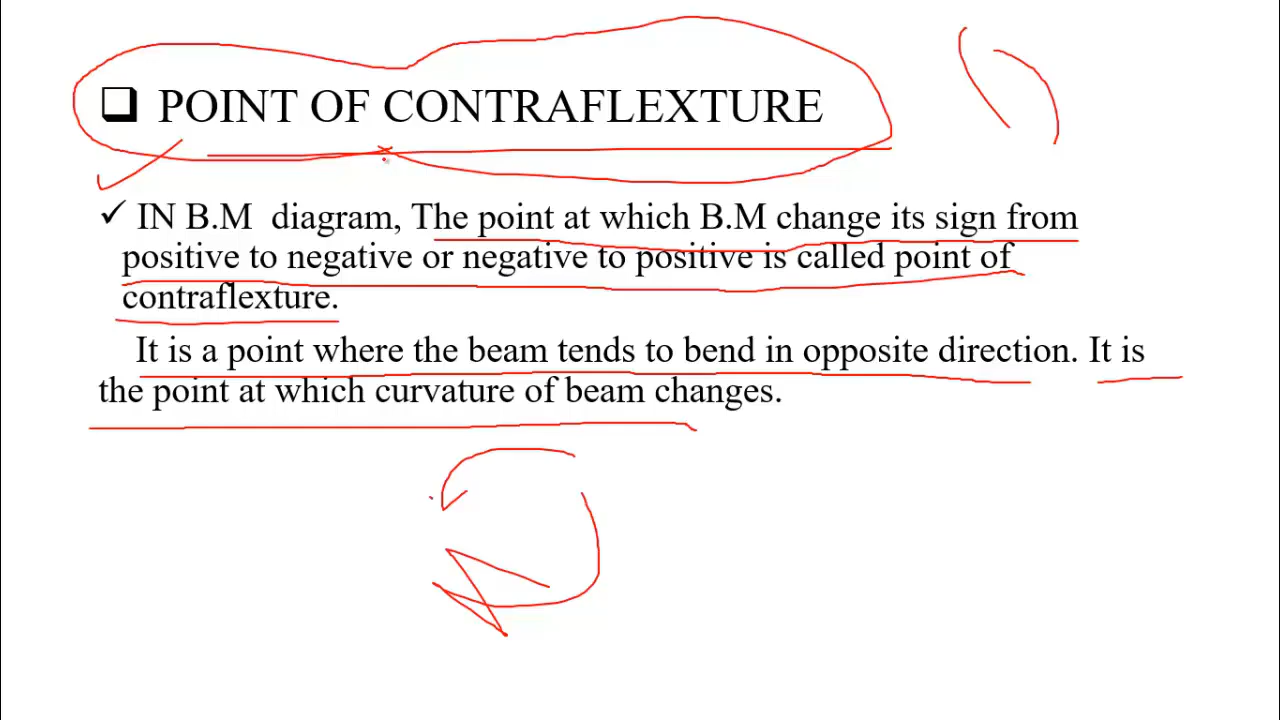 ❑ POINT OF CONTRAFLEXTURE
✓ IN B.M diagram, The point at which B.M change its sign from
positive to negative or negative to positive is called point of
contraflexture.
It is a point where the beam tends to bend in opposite direction. It is
the point at which curvature of beam changes.